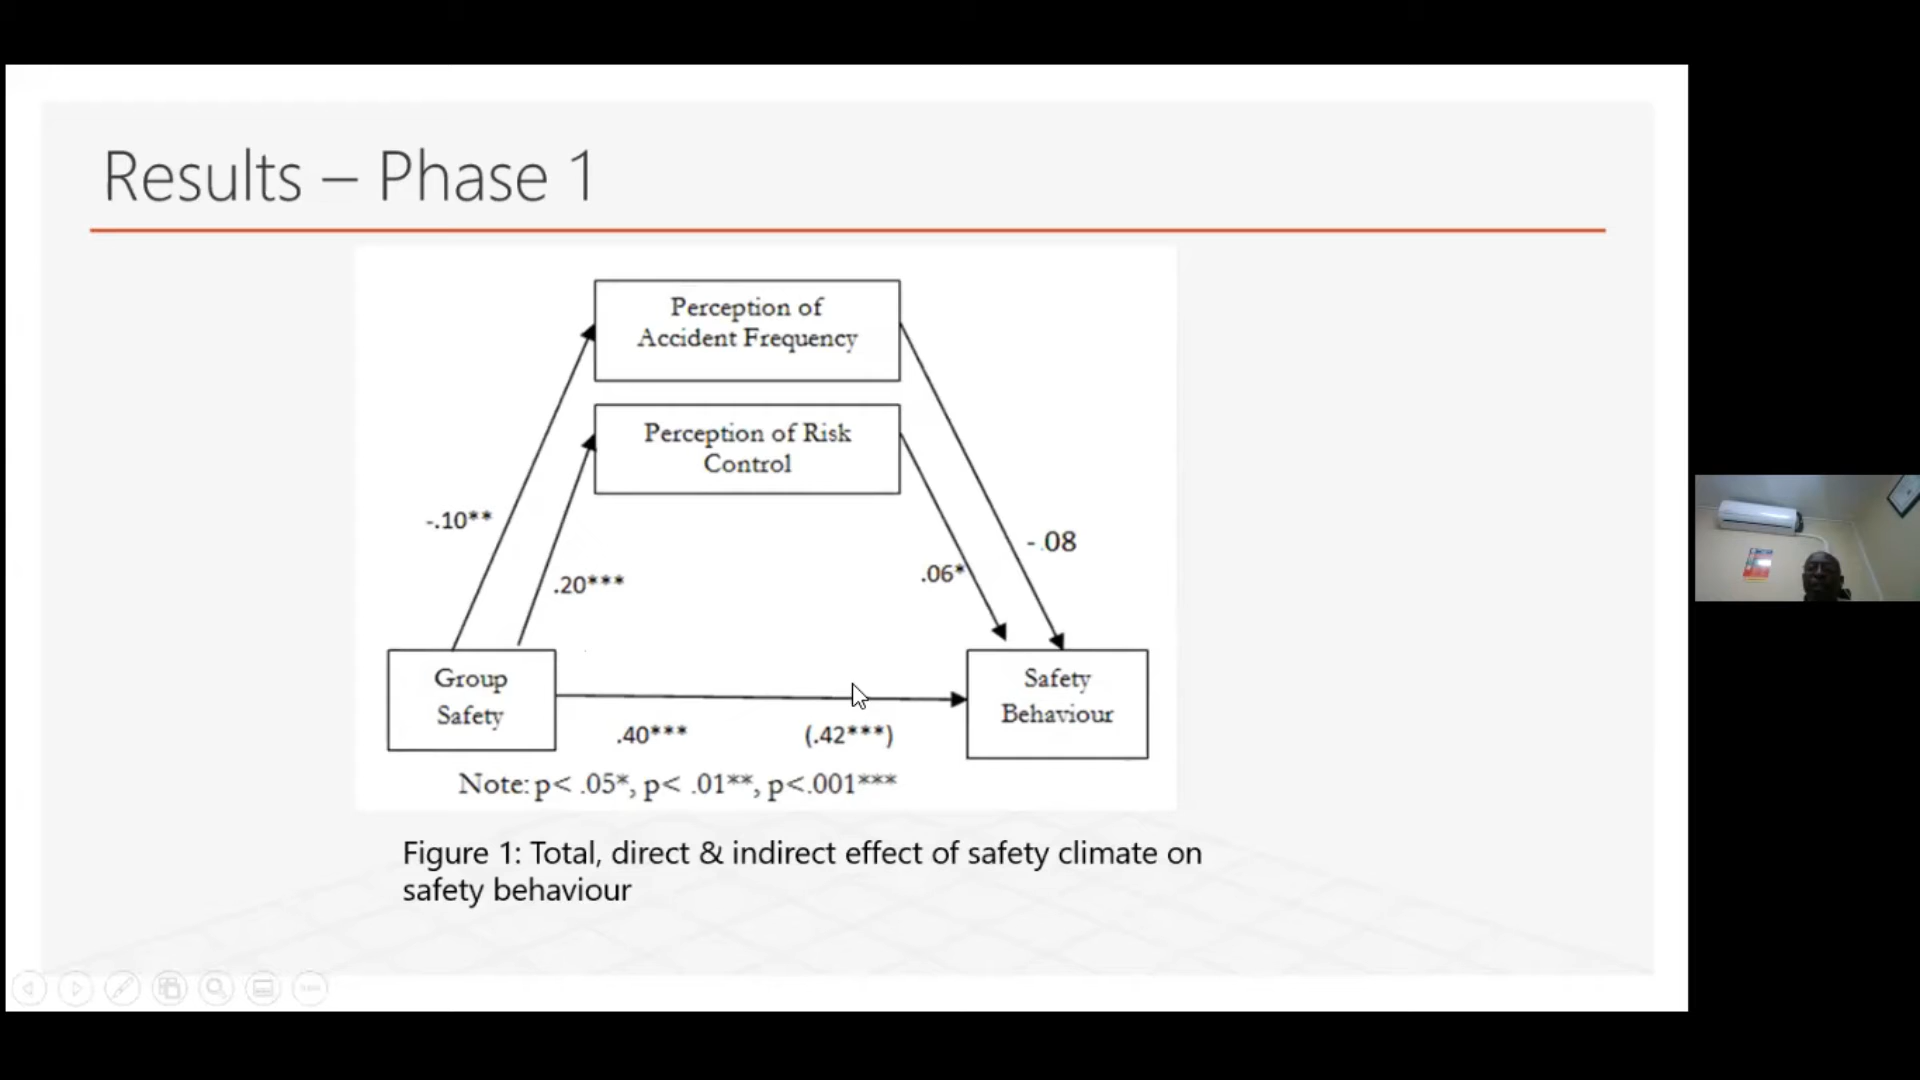 Results – Phase 1
Perception of
Accident Frequency
Perception of Risk
Control
-.10**
.20***
.06*
- .08
Group
Safety
Safety
Behaviour
.40***
(.42***)
Note: p< .05*, p< .01**, p<.001***
Figure 1: Total, direct & indirect effect of safety climate on
safety behaviour